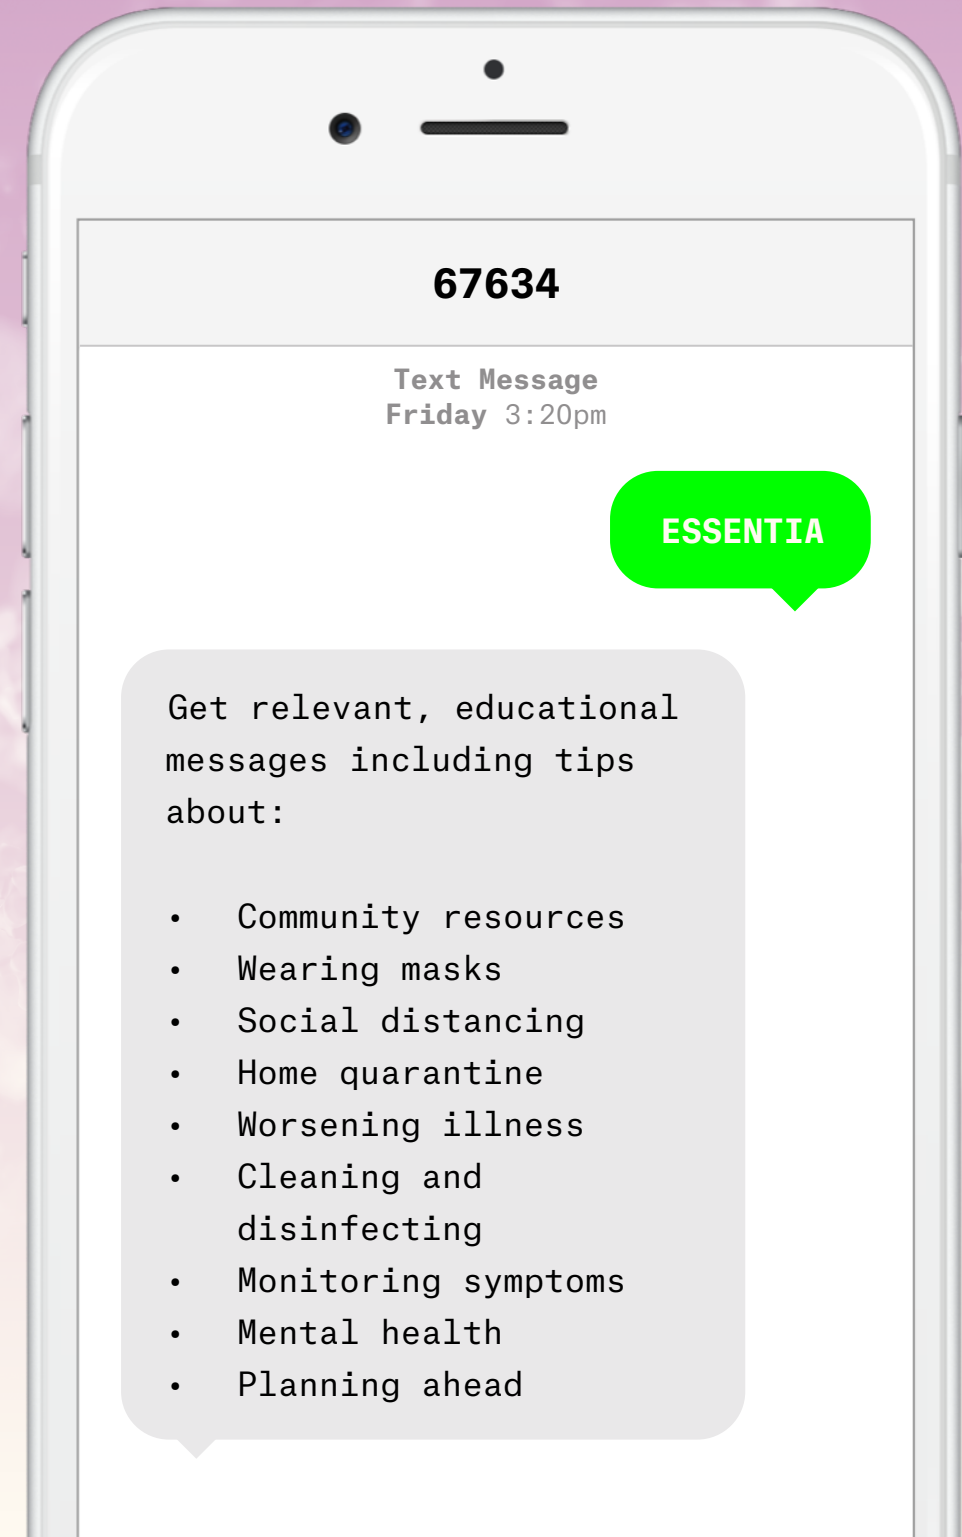 67634
Text Message
Friday 3:20pm
ESSENTIA
Get relevant, educational
messages including tips
about:
• Community resources
• Wearing masks
• Social distancing
• Home quarantine
• Worsening illness
• Cleaning and
disinfecting
• Monitoring symptoms
• Mental health
• Planning ahead